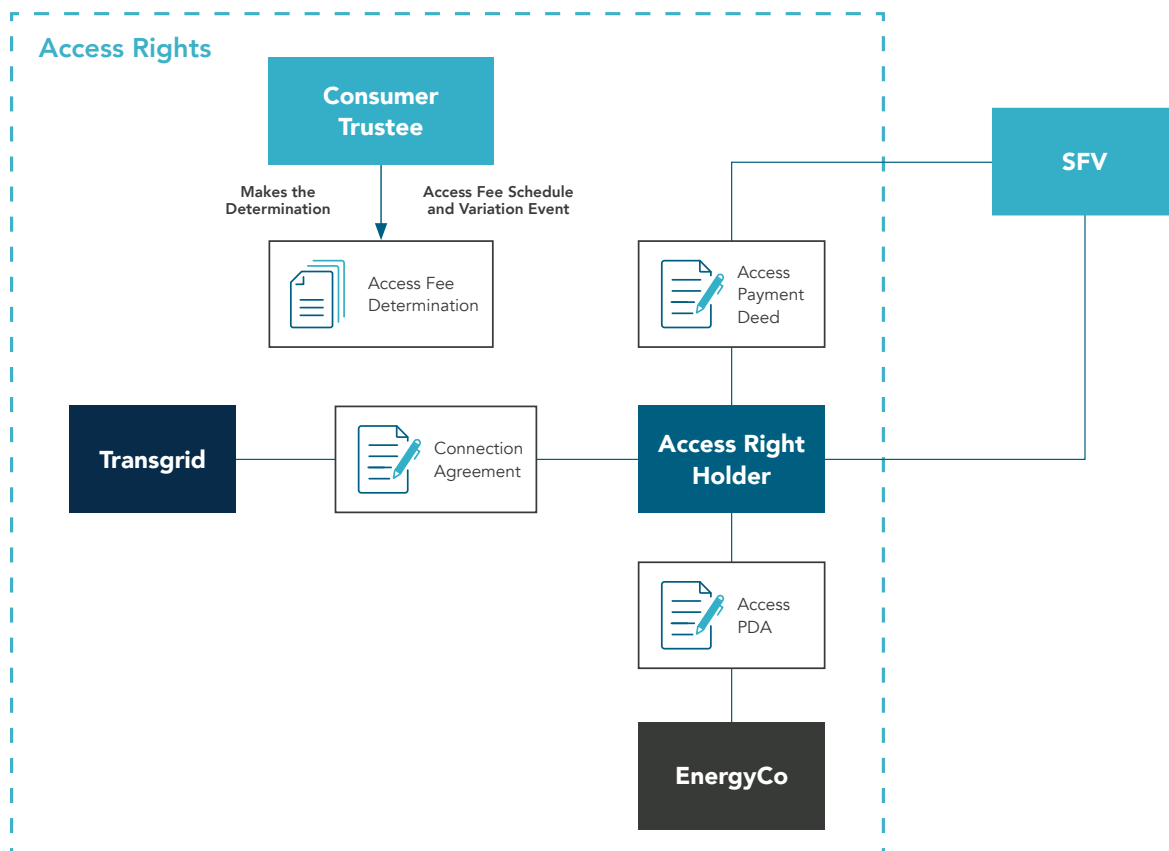 Access Rights
Consumer
Trustee
SFV
Makes the
Determination
Access Fee Schedule
and Variation Event
Access Fee
Determination
Access
Payment
Deed
Transgrid
Connection
Agreement
Access Right
Holder
Access
PDA
EnergyCo